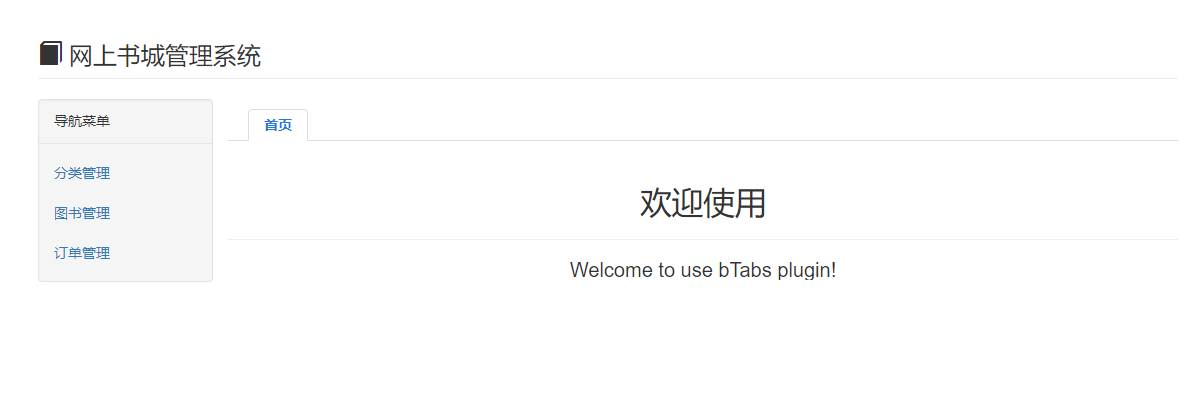 网上书城管理系统
导航菜单
分类管理
图书管理
订单管理
首页
欢迎使用
Welcome to use bTabs plugin!